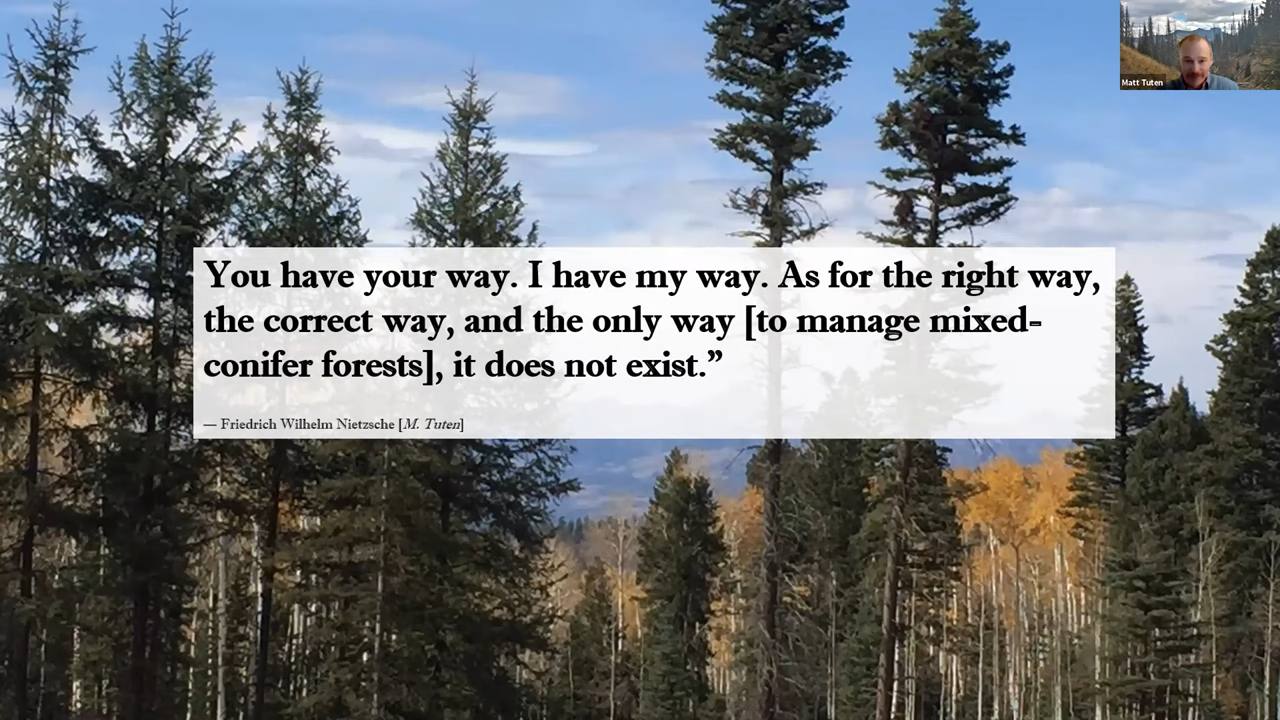 Matt Tuten
You have your way. I have my way. As for the right way,
the correct way, and the only way [to manage mixed-
conifer forests], it does not exist.”
— Friedrich Wilhelm Nietzsche [M. Tuten]